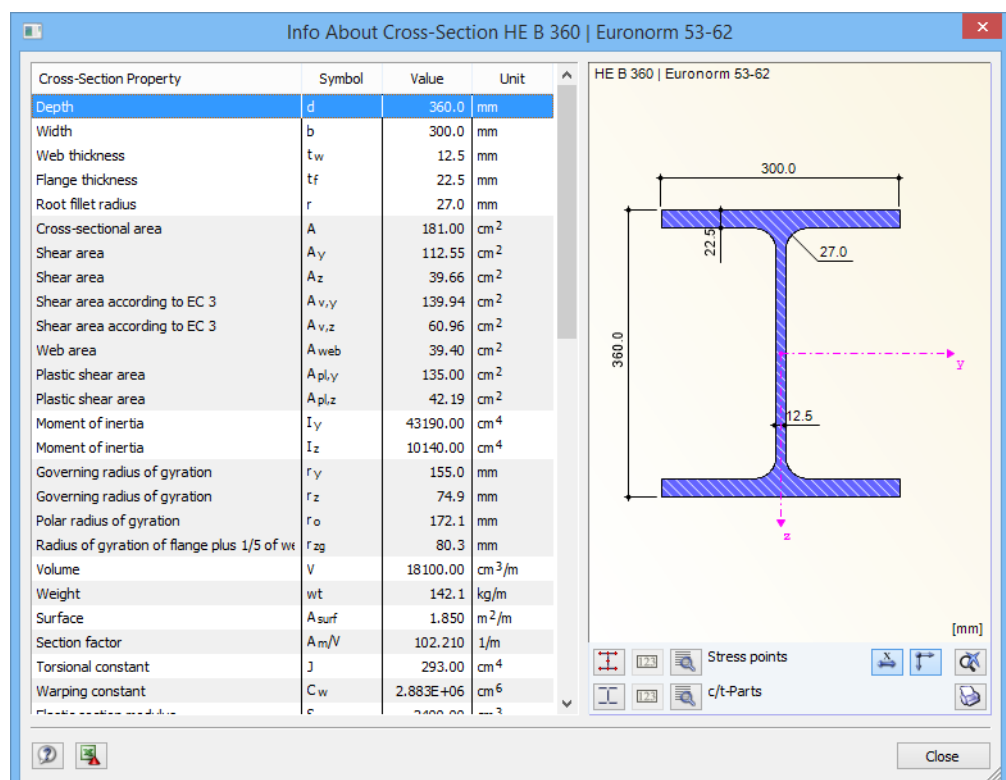 Info About Cross-Section HE B 360 | Euronorm 53-62
Cross-Section Property Symbol Value Unit
Depth d 360.0 mm
Width b 300.0 mm
Web thickness tw 12.5 mm
Flange thickness tf 22.5 mm
Root fillet radius r 27.0 mm
Cross-sectional area A 181.00 cm2
Shear area Ay 112.55 cm2
Shear area Az 39.66 cm2
Shear area according to EC 3 Av,y 139.94 cm2
Shear area according to EC 3 Av,z 60.96 cm2
Web area Aweb 39.40 cm2
Plastic shear area Apl,y 135.00 cm2
Plastic shear area Apl,z 42.19 cm2
Moment of inertia Iy 43190.00 cm4
Moment of inertia Iz 10140.00 cm4
Governing radius of gyration ry 155.0 mm
Governing radius of gyration rz 74.9 mm
Polar radius of gyration ro 172.1 mm
Radius of gyration of flange plus 1/5 of we rzg 80.3 mm
Volume V 18100.00 cm3/m
Weight wt 142.1 kg/m
Surface Asurf 1.850 m2/m
Section factor Am/V 102.210 1/m
Torsional constant J 293.00 cm4
Warping constant Cw 2.883E+06 cm6
HE B 360 | Euronorm 53-62
300.0
22.5
27.0
360.0
y
12.5
z
[mm]
123
Stress points
x
123
c/t-Parts
Close